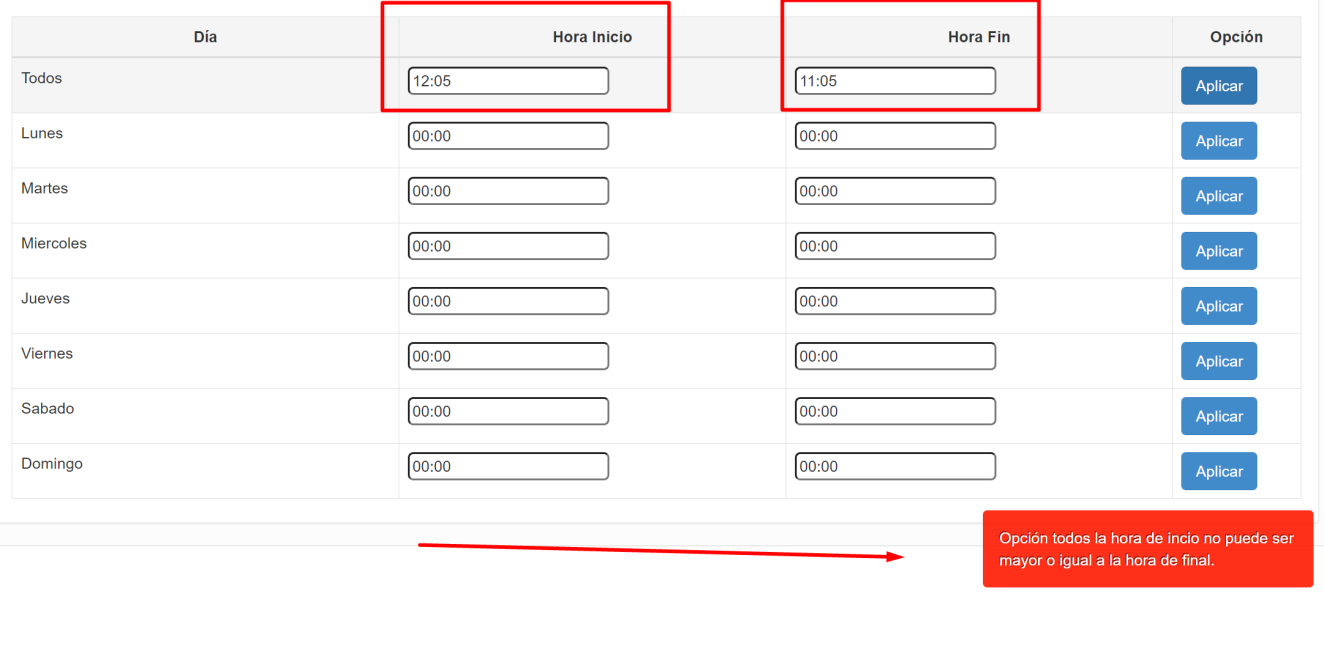 Día Hora Inicio Hora Fin Opción
Todos 12:05 11:05 Aplicar
Lunes 00:00 00:00 Aplicar
Martes 00:00 00:00 Aplicar
Miercoles 00:00 00:00 Aplicar
Jueves 00:00 00:00 Aplicar
Viernes 00:00 00:00 Aplicar
Sabado 00:00 00:00 Aplicar
Domingo 00:00 00:00 Aplicar
Opción todos la hora de incio no puede ser
mayor o igual a la hora de final.